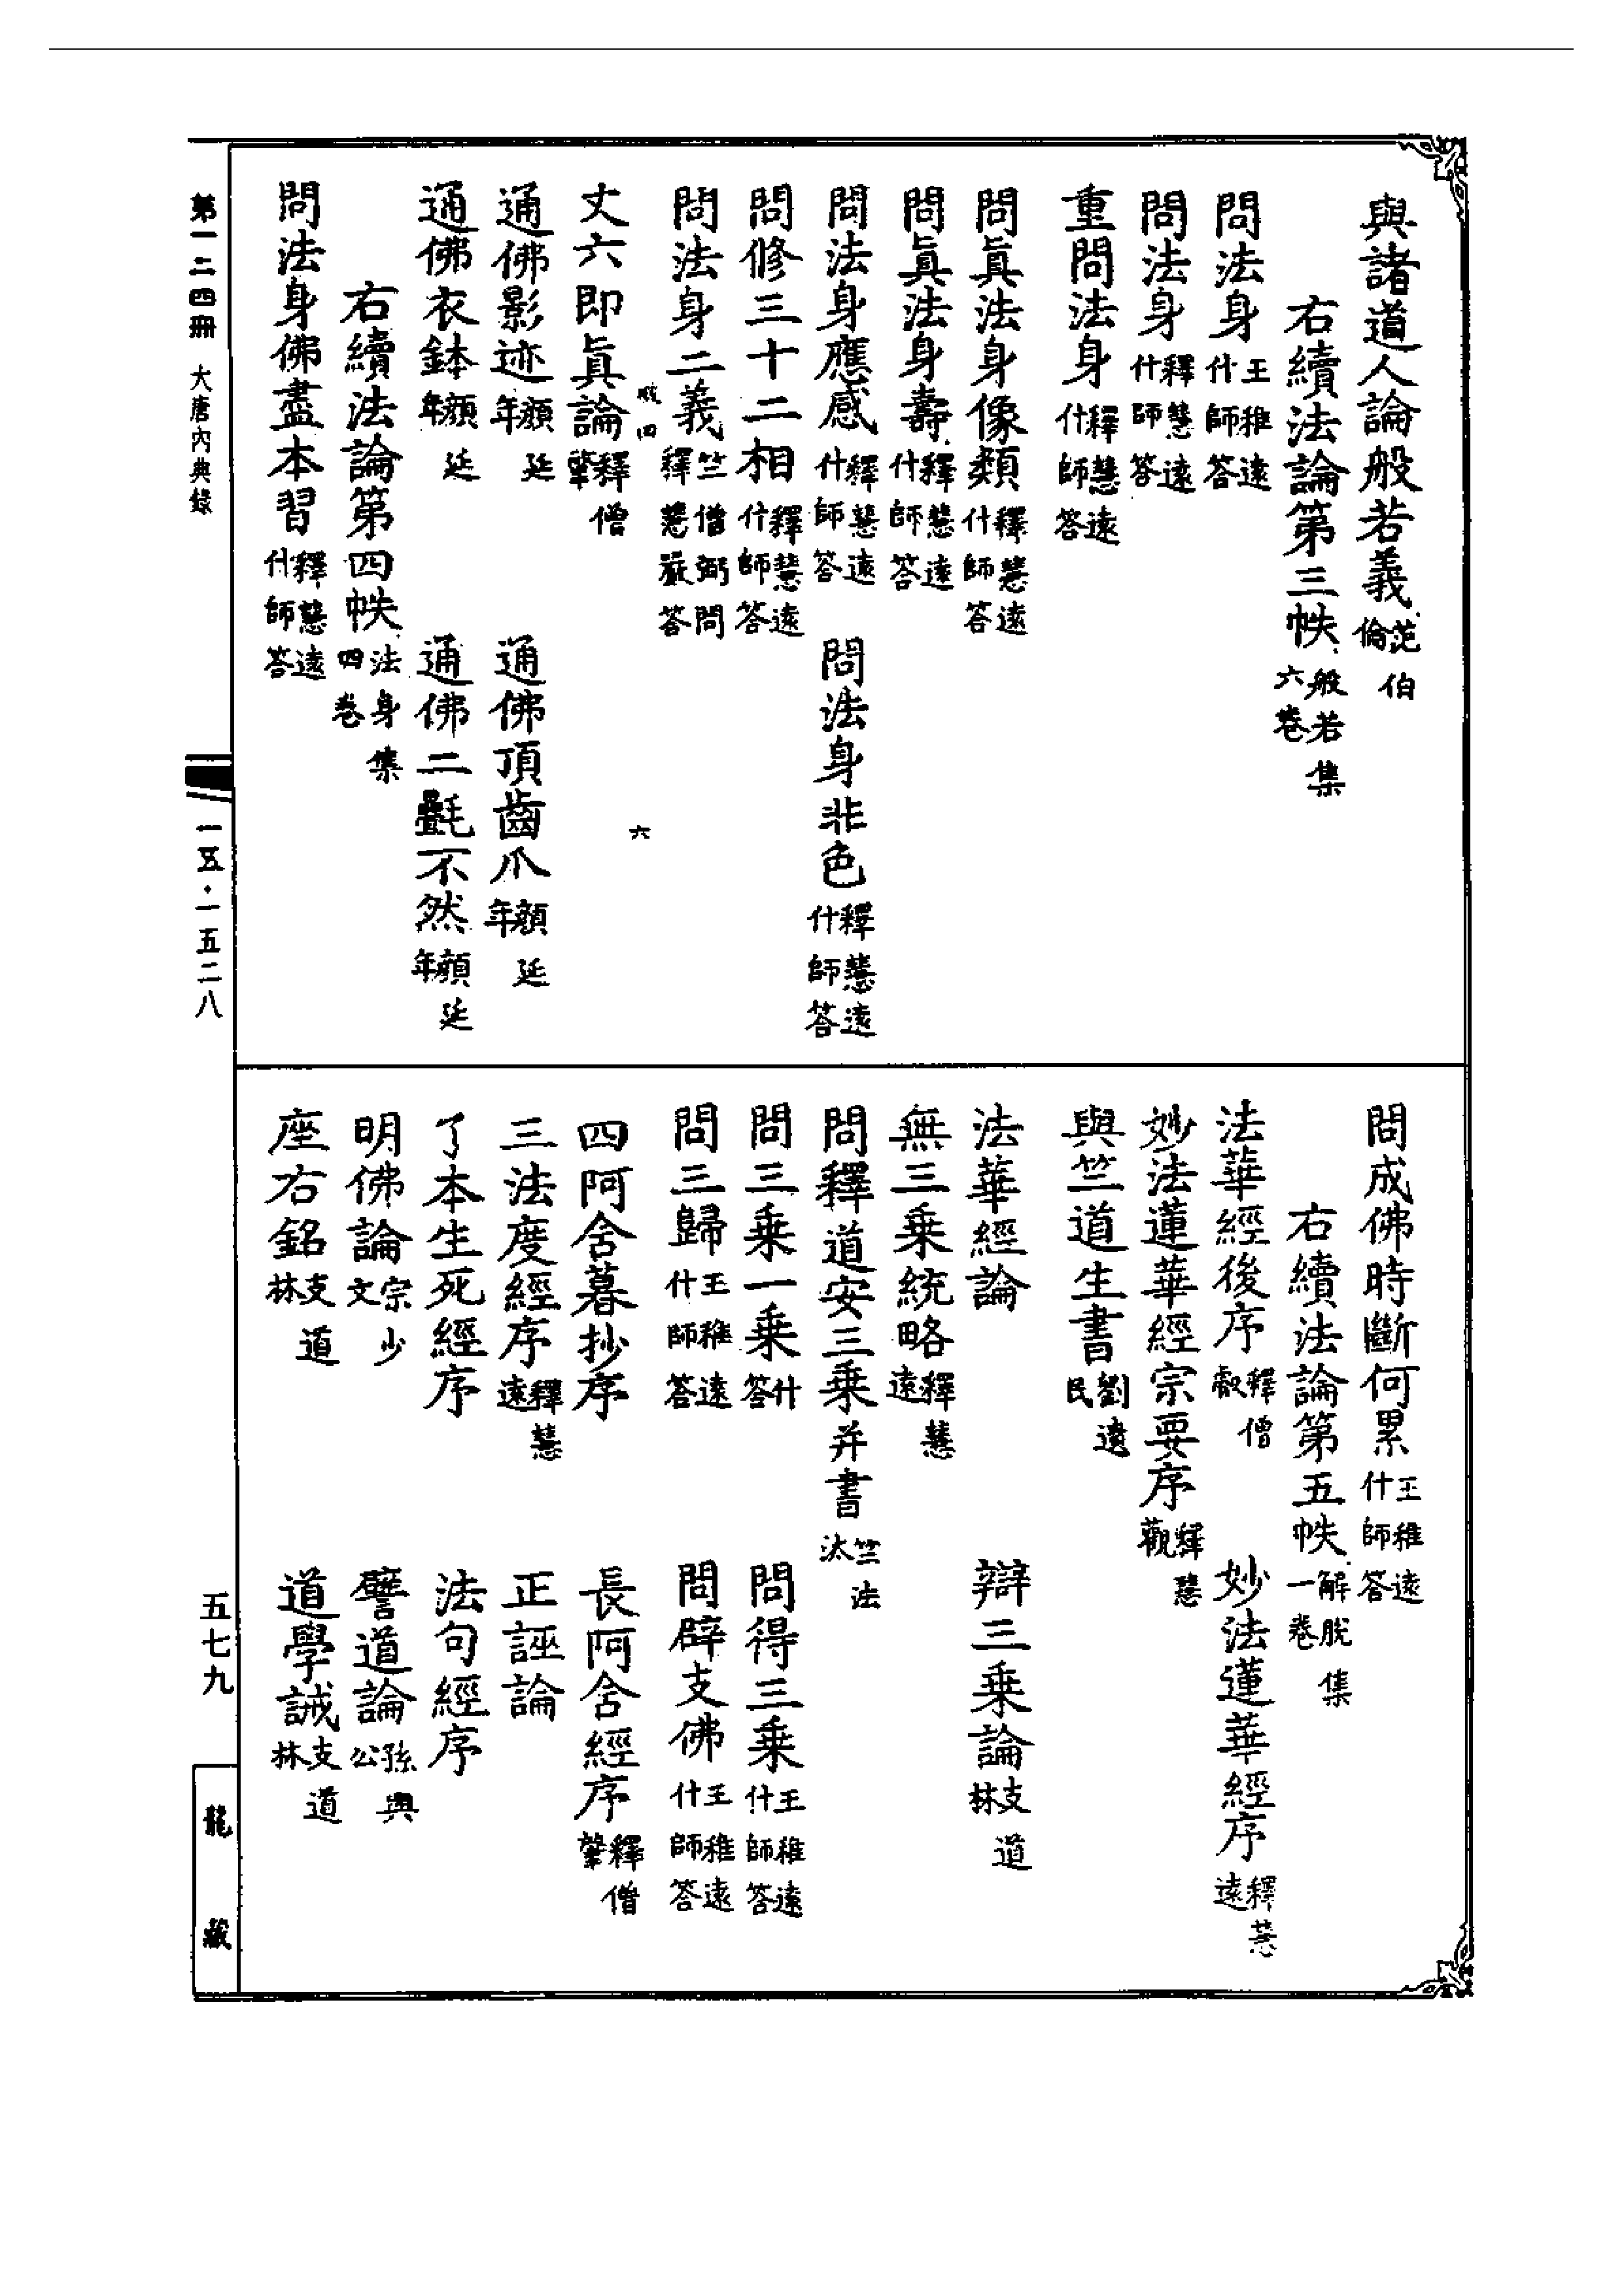 與諸道人論般若義范伯倫
右續法論第三帙般若集六卷
問法身王稚遠什師答
問法身釋慧遠什師答
重問法身釋慧遠什師答
問眞法身像類釋慧遠什師答
問眞法身壽釋慧遠什師答
問法身應感釋慧遠什師答 問法身非色釋慧遠什師答
問修三十二相釋慧遠什師答
問法身二義竺僧弼問釋慧嚴答
六
丈六即眞論釋僧肇
通佛影迹顏延年 通佛頂齒爪顏延年
通佛衣鉢顏延年 通佛二㲲不然顏延年
右續法論第四帙法身集四卷
問法身佛盡本習釋慧遠什師答
問成佛時斷何累王稚遠什師答
右續法論第五帙解脫集一卷
法華經後序釋僧叡 妙法蓮華經序釋慧遠
妙法蓮華經宗要序釋慧觀
與竺道生書劉遺民
法華經論 辯三乘論支道林
無三乘統略釋慧遠
問釋道安三乘并書竺法汰
問三乘一乘什答 問得三乘王稚遠什師答
問三歸王稚遠什師答 問辟支佛王稚遠什師答
四阿含暮抄序 長阿含經序釋僧肇
三法度經序釋慧遠 正誣論
了本生死經序 法句經序
明佛論宗少文 譬道論孫興公
座右銘支道林 道學誡支道林
第一二四冊 大唐內典錄
一五五·一五二八
五七九
龍藏